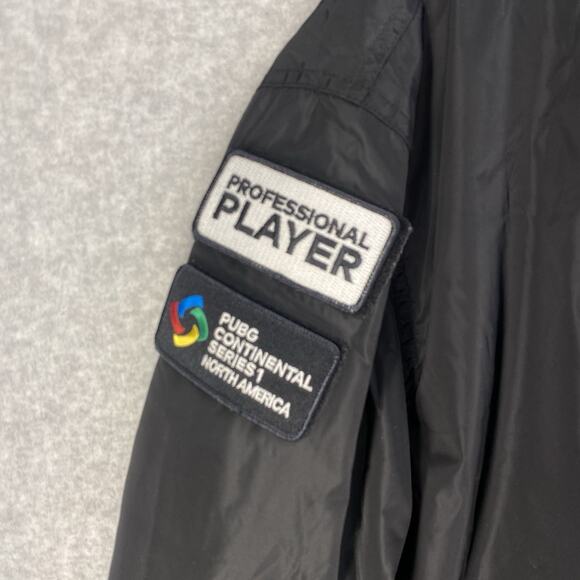 PROFESSIONAL
PLAYER
PUBG
CONTINENTAL
SERIES 1
NORTH AMERICA